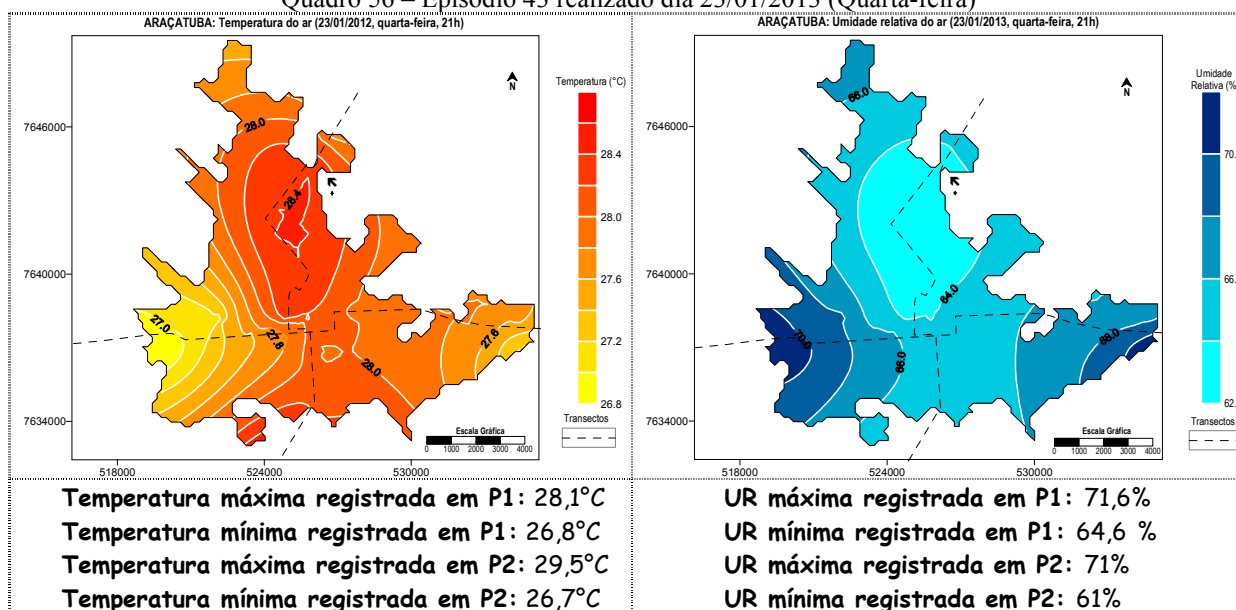 Quadro 56 – Episódio 43 realizado dia 23/01/2013 (Quarta-feira)
ARAÇATUBA: Temperatura do ar (23/01/2012, quarta-feira, 21h)
N
Temperatura (°C)
28.4
28.0
27.6
27.2
26.8
Transectos
7646000
7640000
7634000
518000
524000
530000
28.0
28.4
27.0
27.8
28.0
27.6
Escala Gráfica
0 1000 2000 3000 4000
ARAÇATUBA: Umidade relativa do ar (23/01/2013, quarta-feira, 21h)
N
Umidade
Relativa (%
70.
66.
62.
Transectos
7646000
7640000
7634000
518000
524000
530000
66.0
64.0
70.0
66.0
68.0
Escala Gráfica
0 1000 2000 3000 4000
Temperatura máxima registrada em P1: 28,1°C
Temperatura mínima registrada em P1: 26,8°C
Temperatura máxima registrada em P2: 29,5°C
Temperatura mínima registrada em P2: 26,7°C
UR máxima registrada em P1: 71,6%
UR mínima registrada em P1: 64,6 %
UR máxima registrada em P2: 71%
UR mínima registrada em P2: 61%